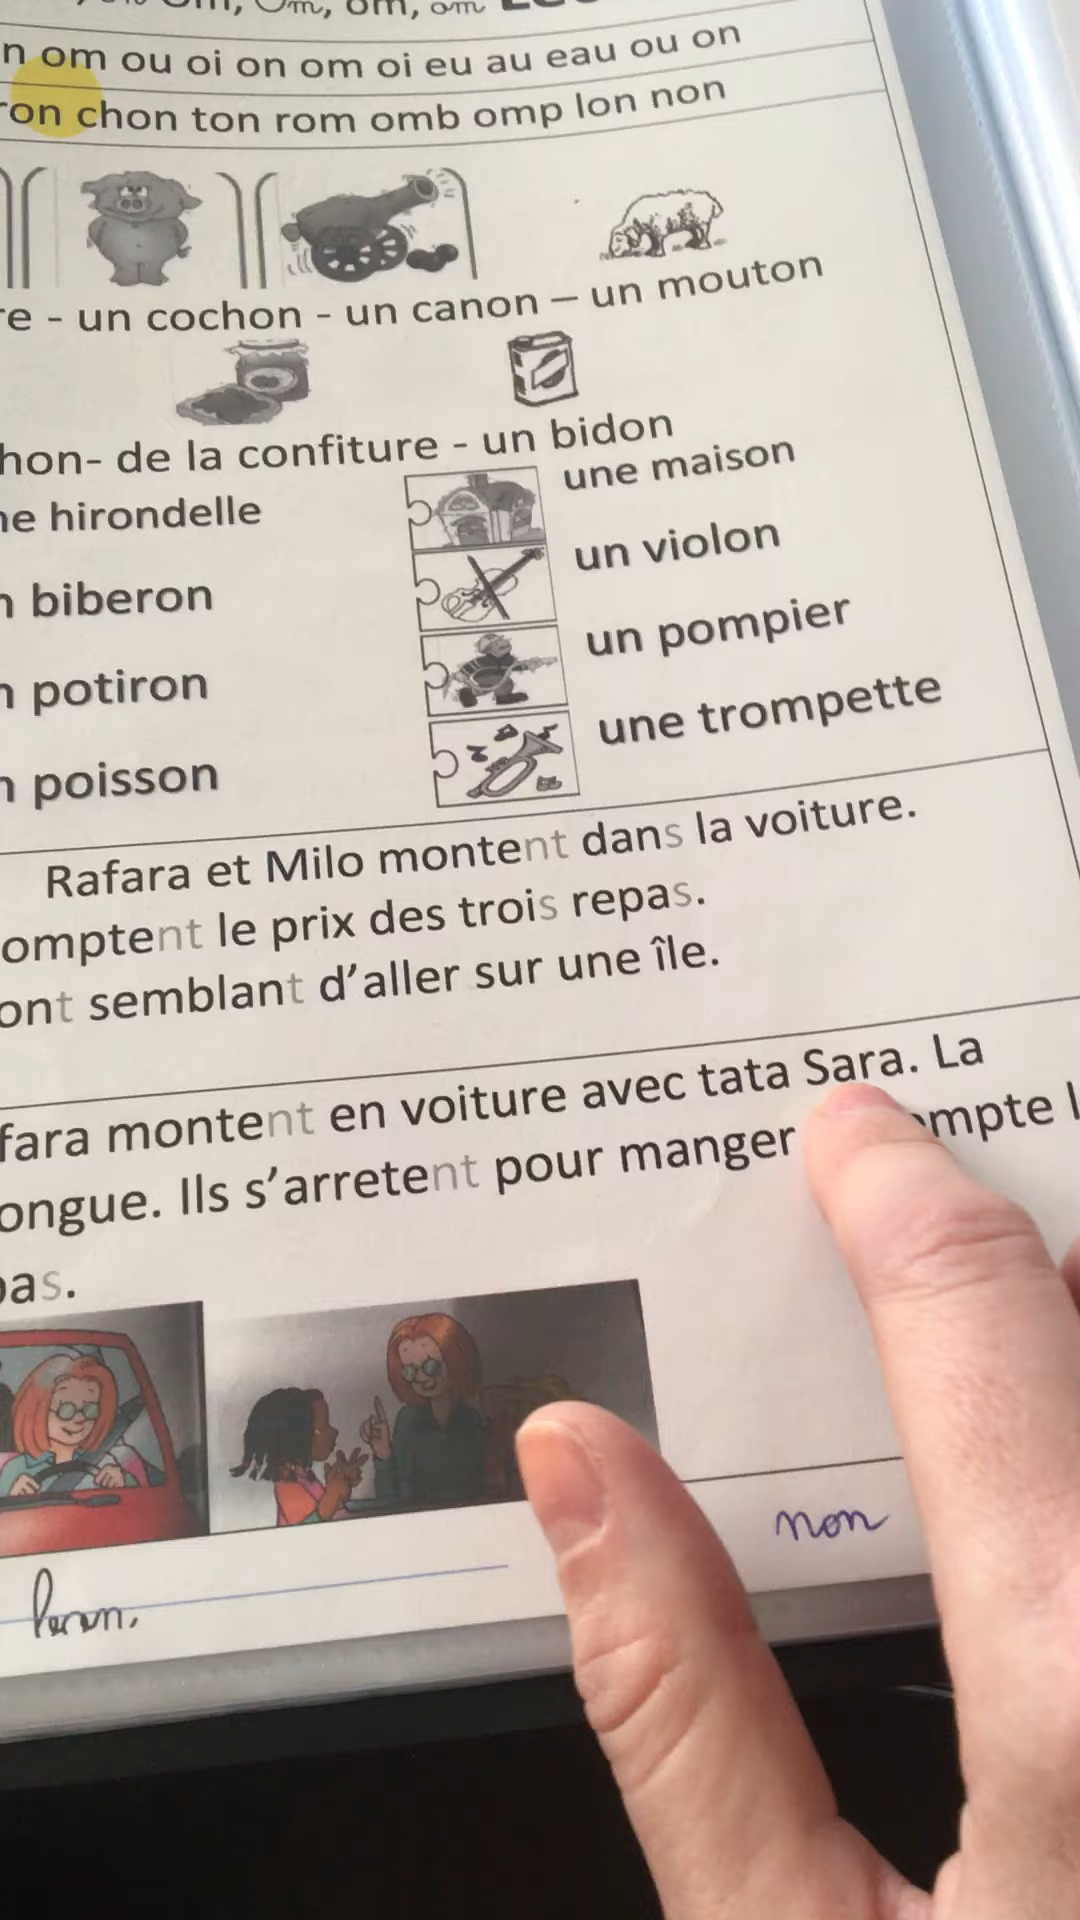 om, om
n om ou oi on om oi eu au eau ou on
ron chon ton rom omb omp lon non
re - un cochon - un canon – un mouton
hon- de la confiture - un bidon
ne hirondelle
une maison
n biberon
un violon
n potiron
un pompier
n poisson
une trompette
Rafara et Milo montent dans la voiture.
omptent le prix des trois repas.
ont semblant d'aller sur une île.
fara montent en voiture avec tata Sara. La
ongue. Ils s'arretent pour manger ompte l
pas.
non